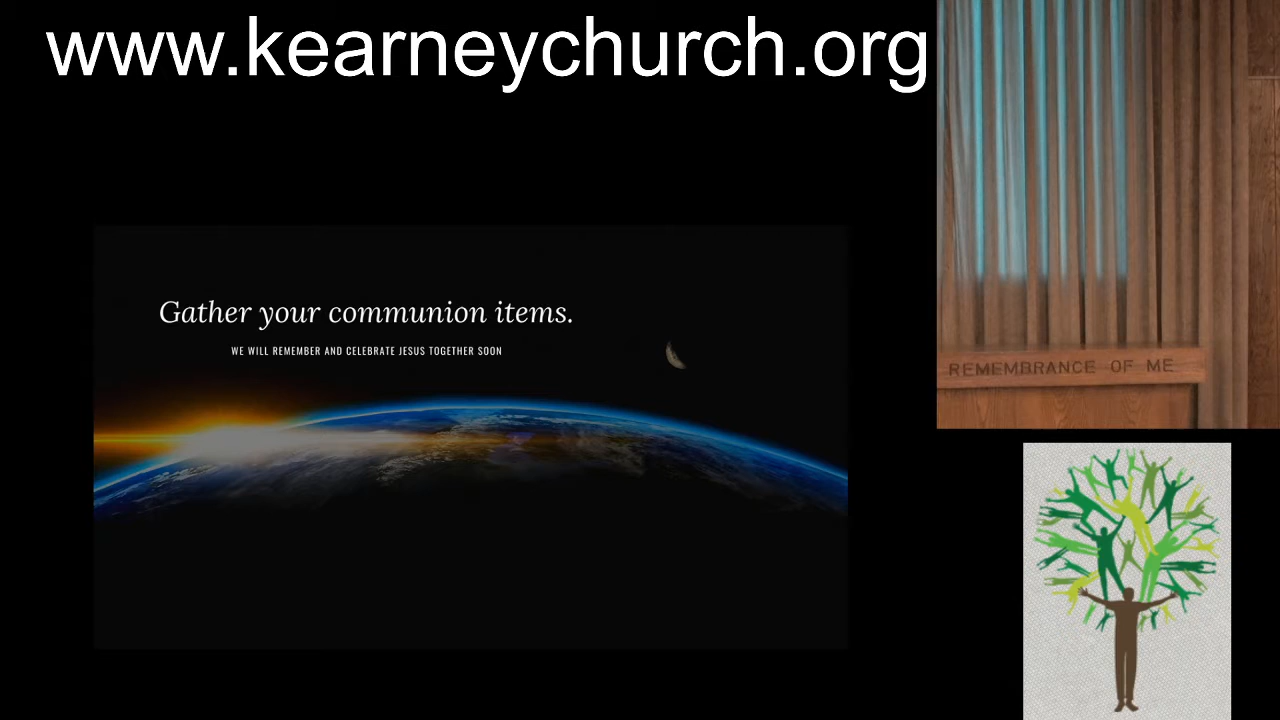 www.kearneychurch.org
Gather your communion items.
WE WILL REMEMBER AND CELEBRATE JESUS TOGETHER SOON
REMEMBRANCE OF ME